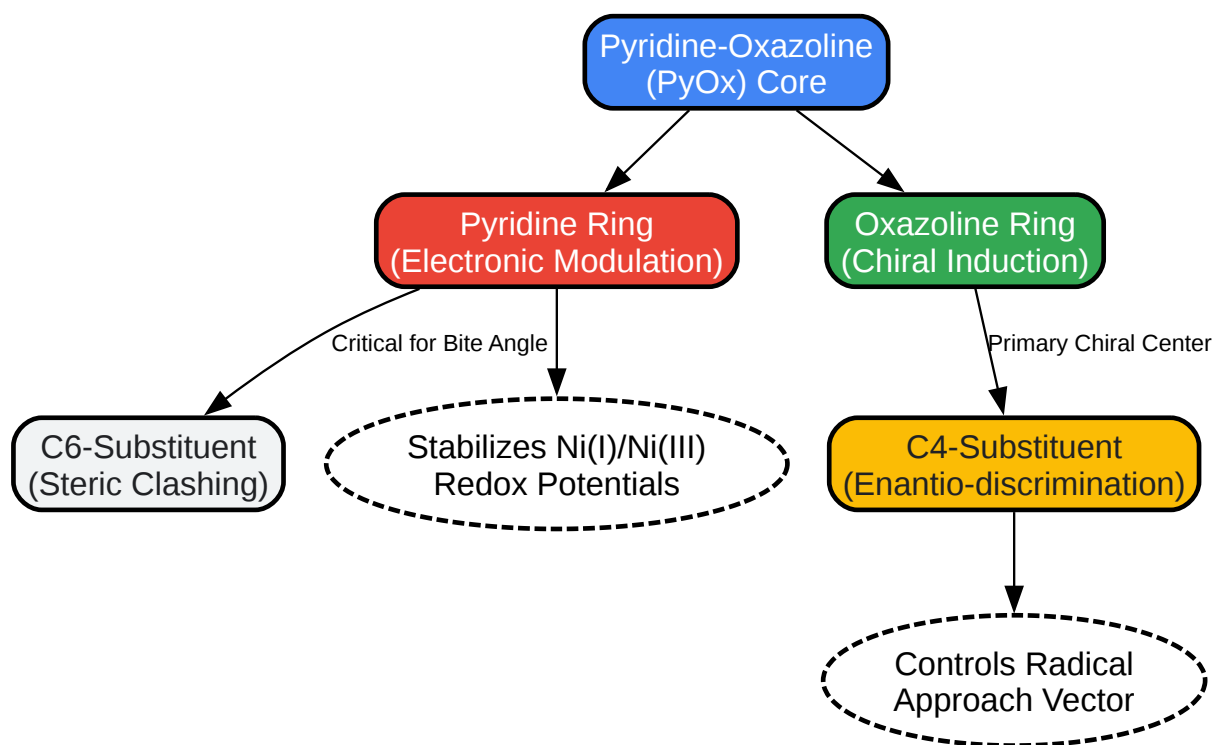 Pyridine-Oxazoline
(PyOx) Core
Pyridine Ring
(Electronic Modulation)
Oxazoline Ring
(Chiral Induction)
Critical for Bite Angle
Primary Chiral Center
C6-Substituent
(Steric Clashing)
Stabilizes Ni(I)/Ni(III)
Redox Potentials
C4-Substituent
(Enantio-discrimination)
Controls Radical
Approach Vector